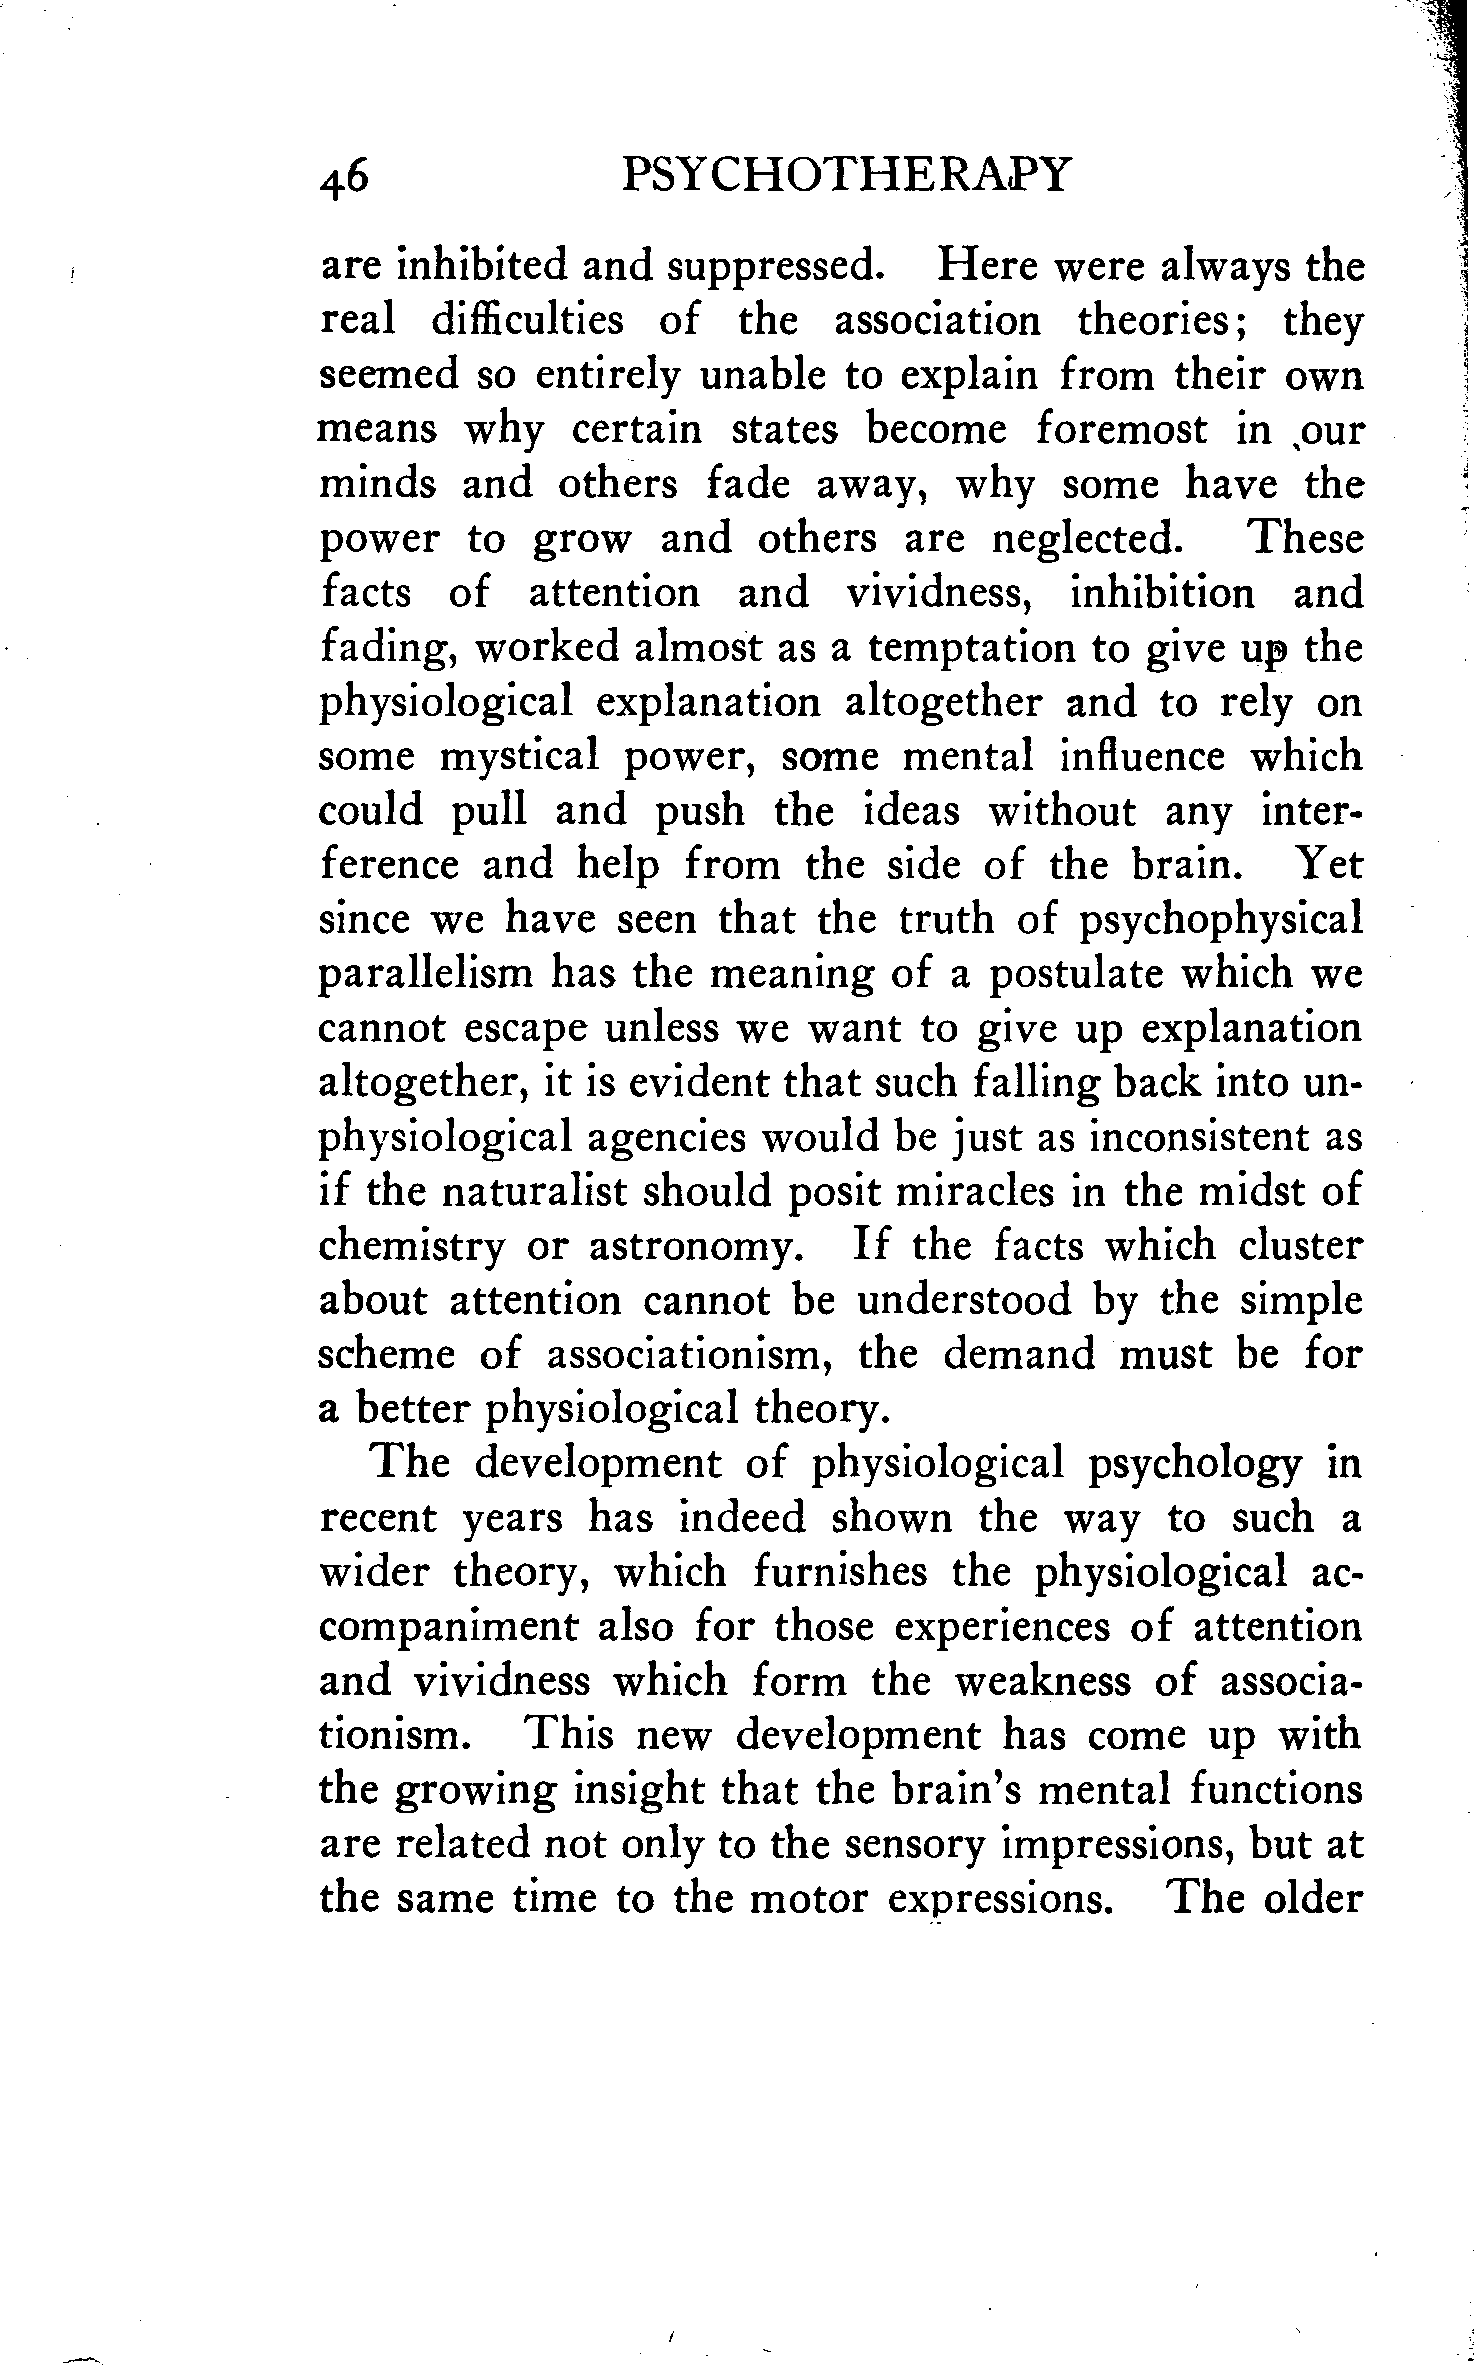 46 PSYCHOTHERAPY
are inhibited and suppressed. Here were always the
real difficulties of the association theories; they
seemed so entirely unable to explain from their own
means why certain states become foremost in our
minds and others fade away, why some have the
power to grow and others are neglected. These
facts of attention and vividness, inhibition and
fading, worked almost as a temptation to give up the
physiological explanation altogether and to rely on
some mystical power, some mental influence which
could pull and push the ideas without any inter-
ference and help from the side of the brain. Yet
since we have seen that the truth of psychophysical
parallelism has the meaning of a postulate which we
cannot escape unless we want to give up explanation
altogether, it is evident that such falling back into un-
physiological agencies would be just as inconsistent as
if the naturalist should posit miracles in the midst of
chemistry or astronomy. If the facts which cluster
about attention cannot be understood by the simple
scheme of associationism, the demand must be for
a better physiological theory.
The development of physiological psychology in
recent years has indeed shown the way to such a
wider theory, which furnishes the physiological ac-
companiment also for those experiences of attention
and vividness which form the weakness of associa-
tionism. This new development has come up with
the growing insight that the brain's mental functions
are related not only to the sensory impressions, but at
the same time to the motor expressions. The older